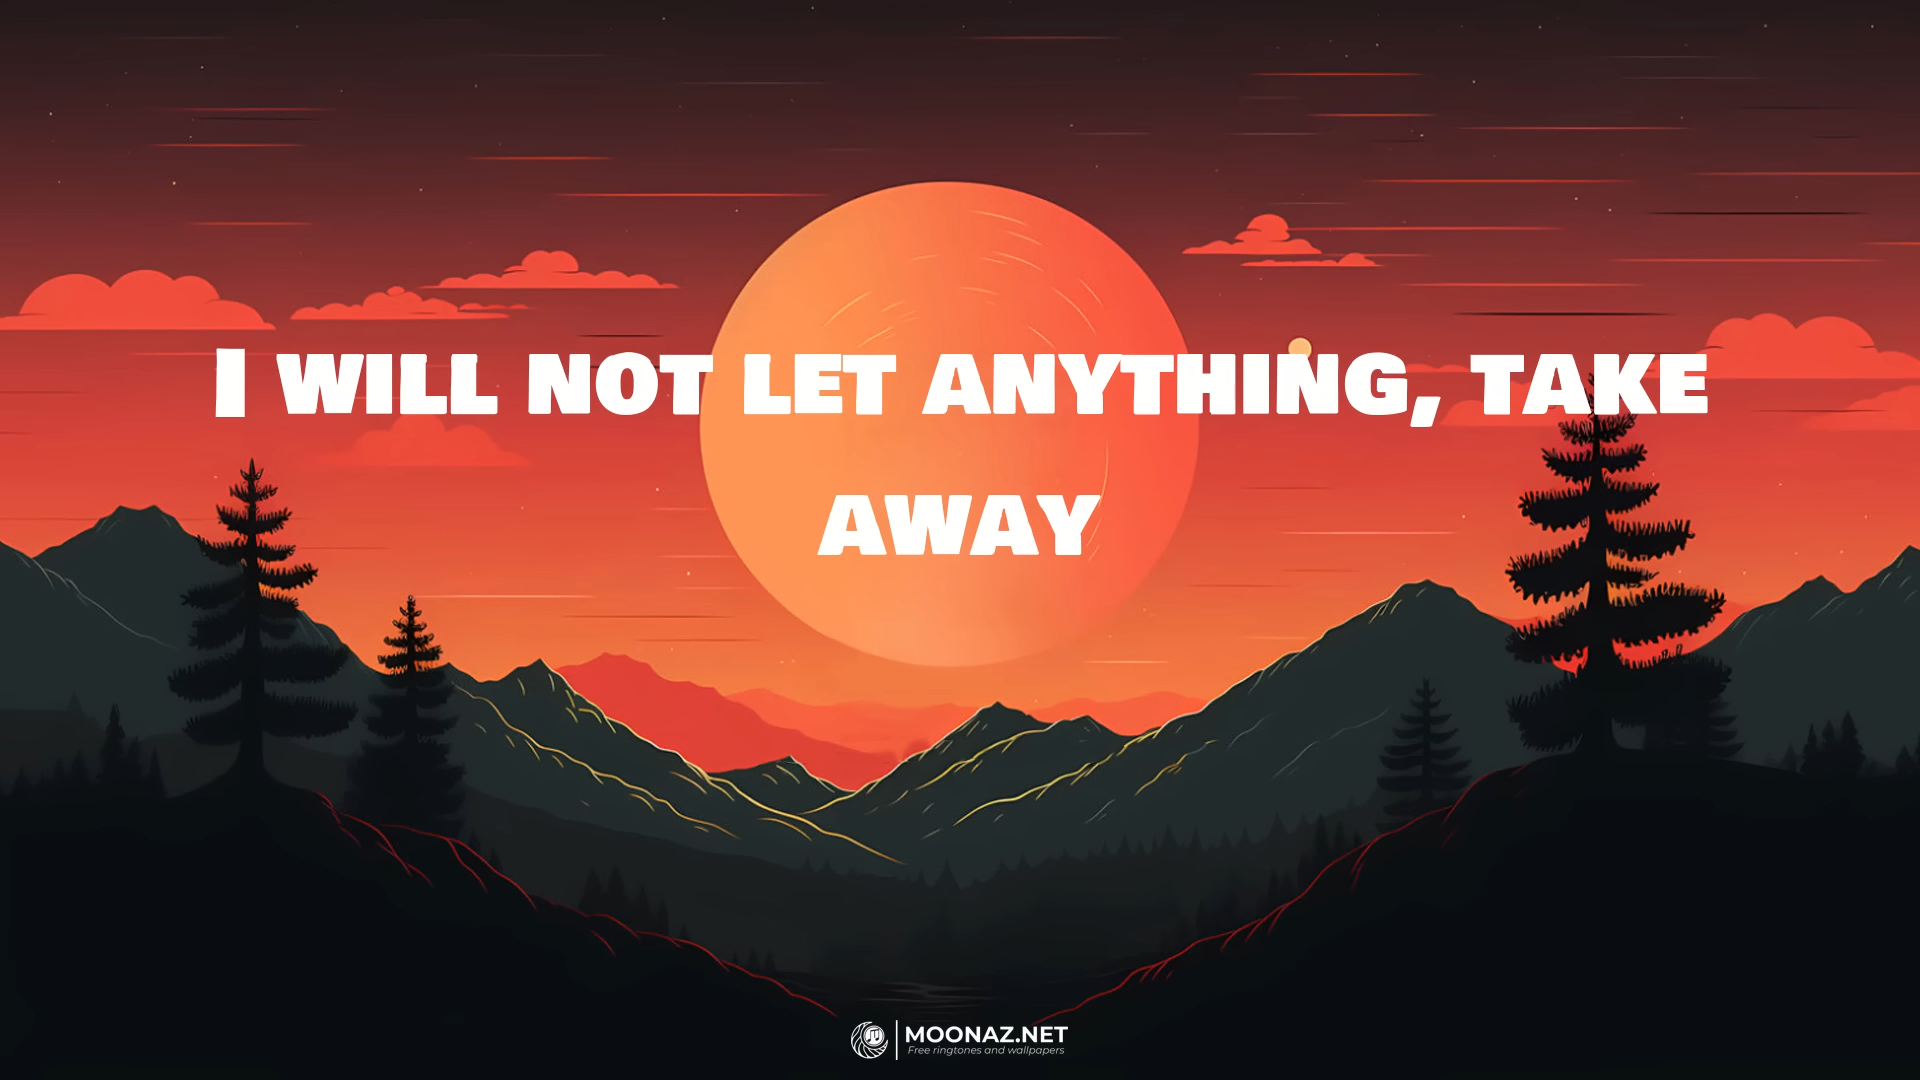 I WILL NOT LET ANYTHING, TAKE
AWAY
MOONAZ.NET
Free ringtones and wallpapers